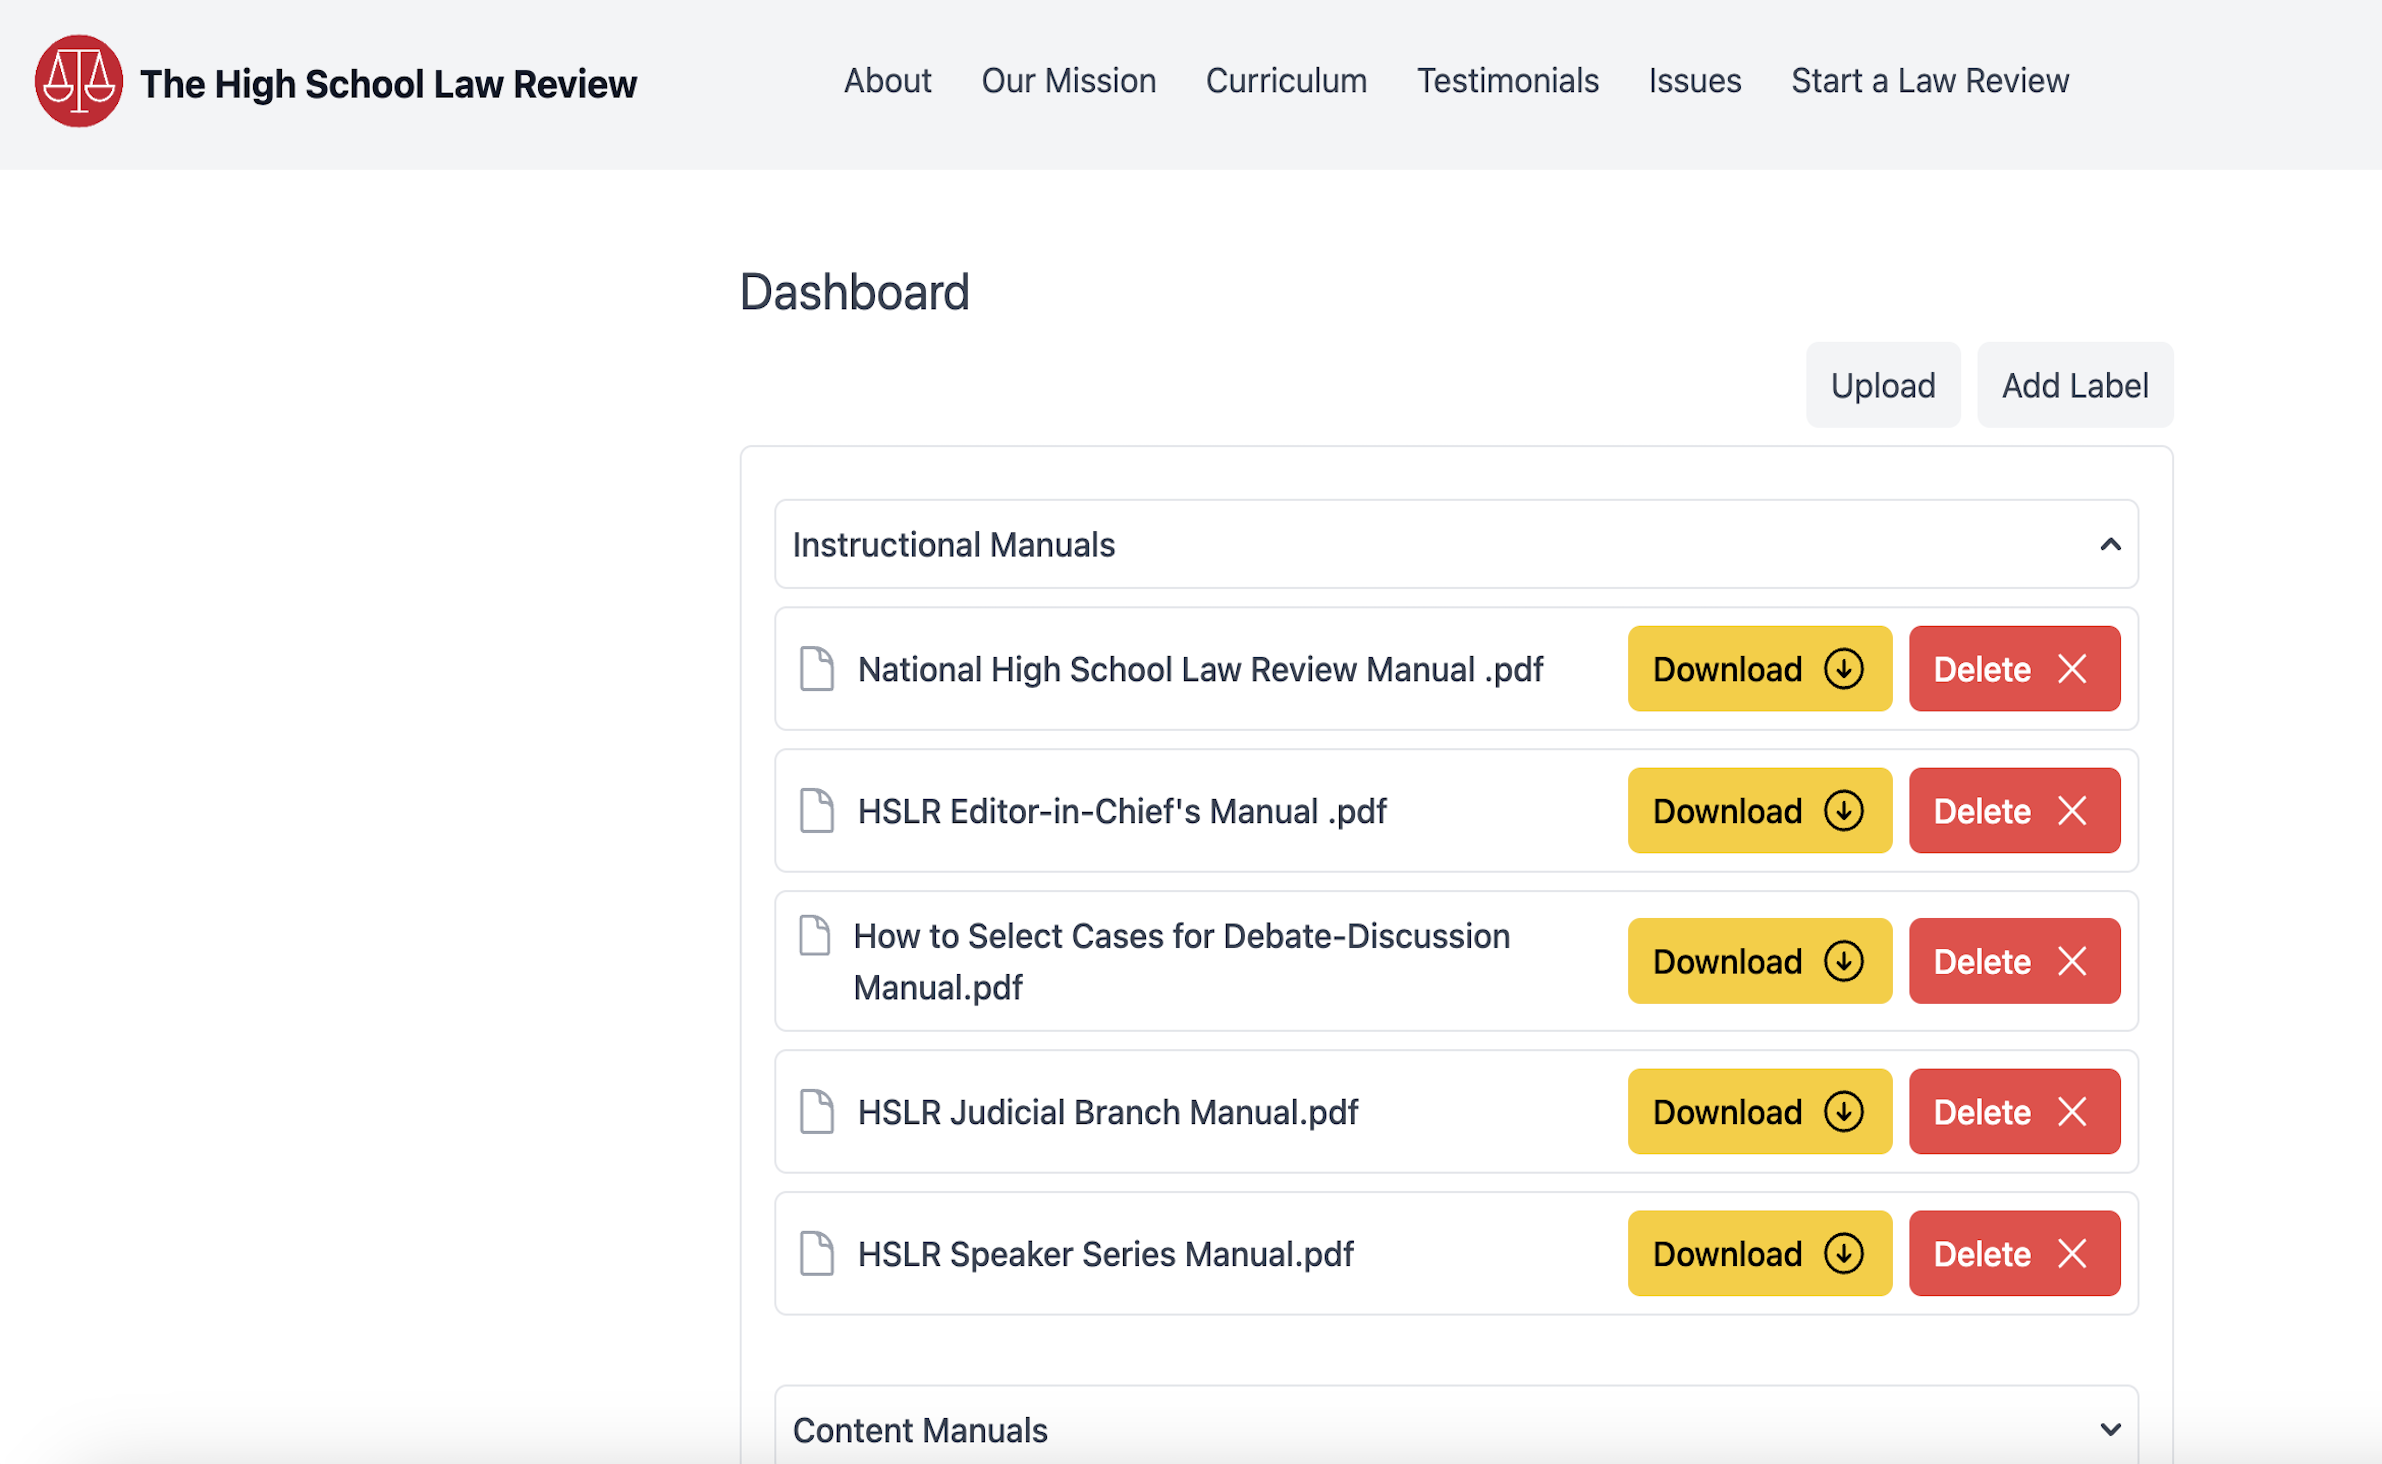 The High School Law Review
About Our Mission Curriculum Testimonials Issues Start a Law Review
Dashboard
Upload Add Label
Instructional Manuals
National High School Law Review Manual .pdf Download Delete
HSLR Editor-in-Chief's Manual .pdf Download Delete
How to Select Cases for Debate-Discussion
Manual.pdf
Download Delete
HSLR Judicial Branch Manual.pdf Download Delete
HSLR Speaker Series Manual.pdf Download Delete
Content Manuals